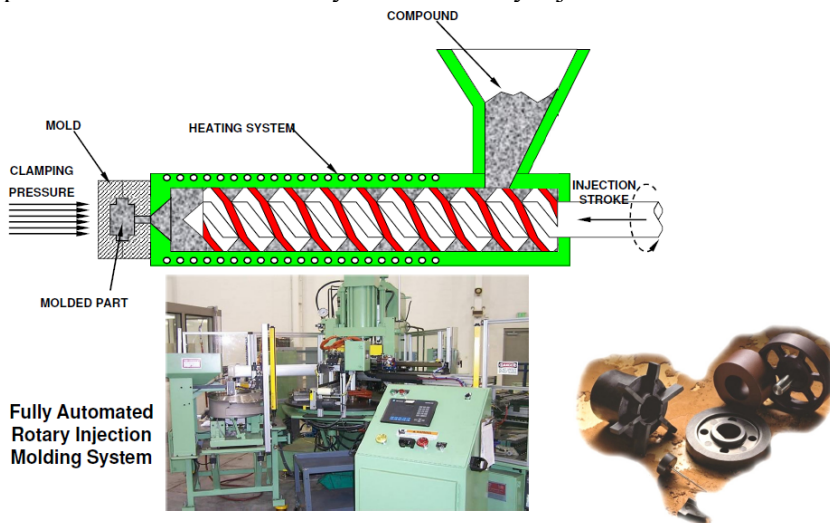 COMPOUND
MOLD
HEATING SYSTEM
CLAMPING
PRESSURE
INJECTION
STROKE
MOLDED PART
Fully Automated
Rotary Injection
Molding System